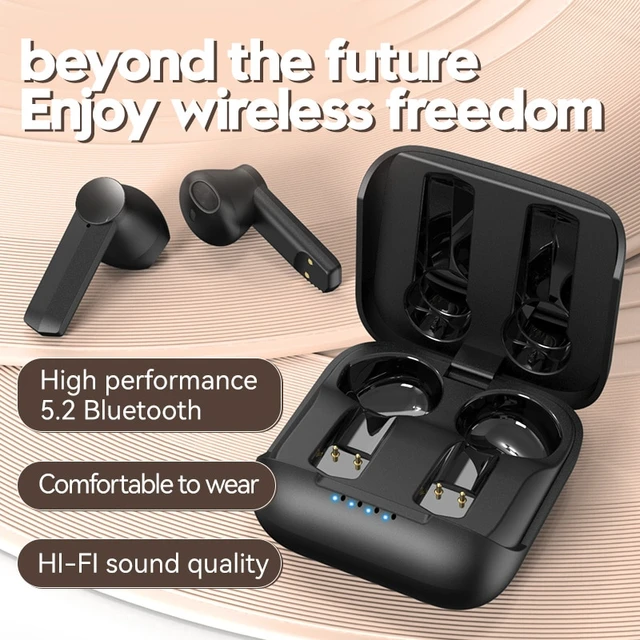 beyond the future
Enjoy wireless freedom
High performance
5.2 Bluetooth
Comfortable to wear
HI-FI sound quality